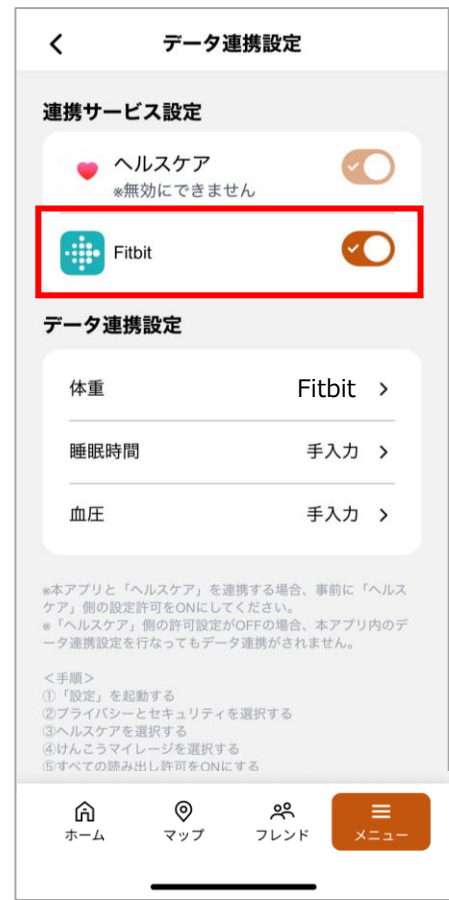 データ連携設定
連携サービス設定
ヘルスケア
※無効にできません
Fitbit
データ連携設定
体重 Fitbit
睡眠時間 手入力
血圧 手入力
※本アプリと「ヘルスケア」を連携する場合、事前に「ヘルス
ケア」側の設定許可をONにしてください。
※「ヘルスケア」側の許可設定がOFFの場合、本アプリ内のデ
ータ連携設定を行なってもデータ連携がされません。
＜手順＞
①「設定」を起動する
②プライバシーとセキュリティを選択する
③ヘルスケアを選択する
④けんこうマイレージを選択する
⑤すべての読み出し許可をONにする
ホーム マップ フレンド メニュー